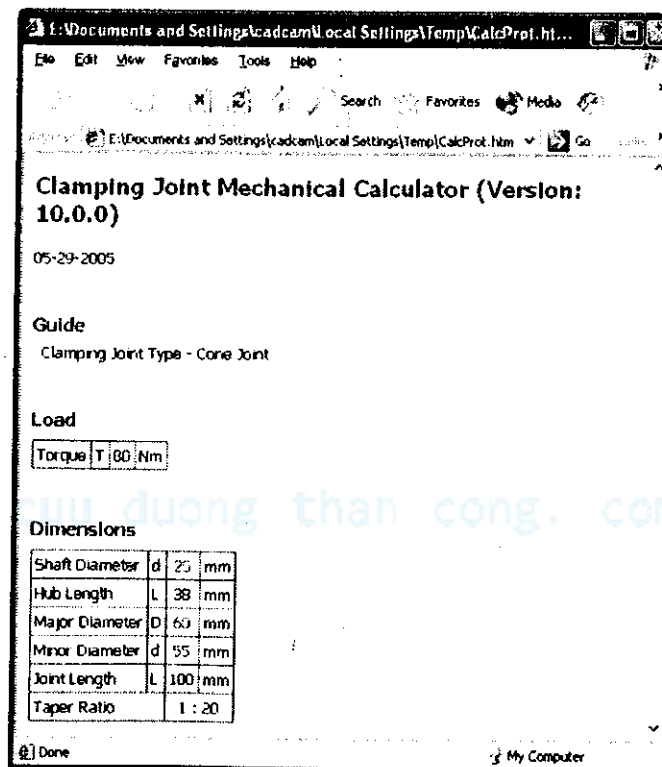 E:\Documents and Settings\cadcam\Local Settings\Temp\CalcProt.ht...
File Edit View Favorites Tools Help
Search Favorites Media
E:\Documents and Settings\cadcam\Local Settings\Temp\CalcProt.htm Go
Clamping Joint Mechanical Calculator (Version:
10.0.0)
05-29-2005
Guide
Clamping Joint Type - Cone Joint
Load
Torque T 80 Nm
cuu duong than cong. com
Dimensions
Shaft Diameter d 25 mm
Hub Length L 38 mm
Major Diameter D 60 mm
Minor Diameter d 55 mm
Joint Length L 100 mm
Taper Ratio 1 : 20
Done My Computer